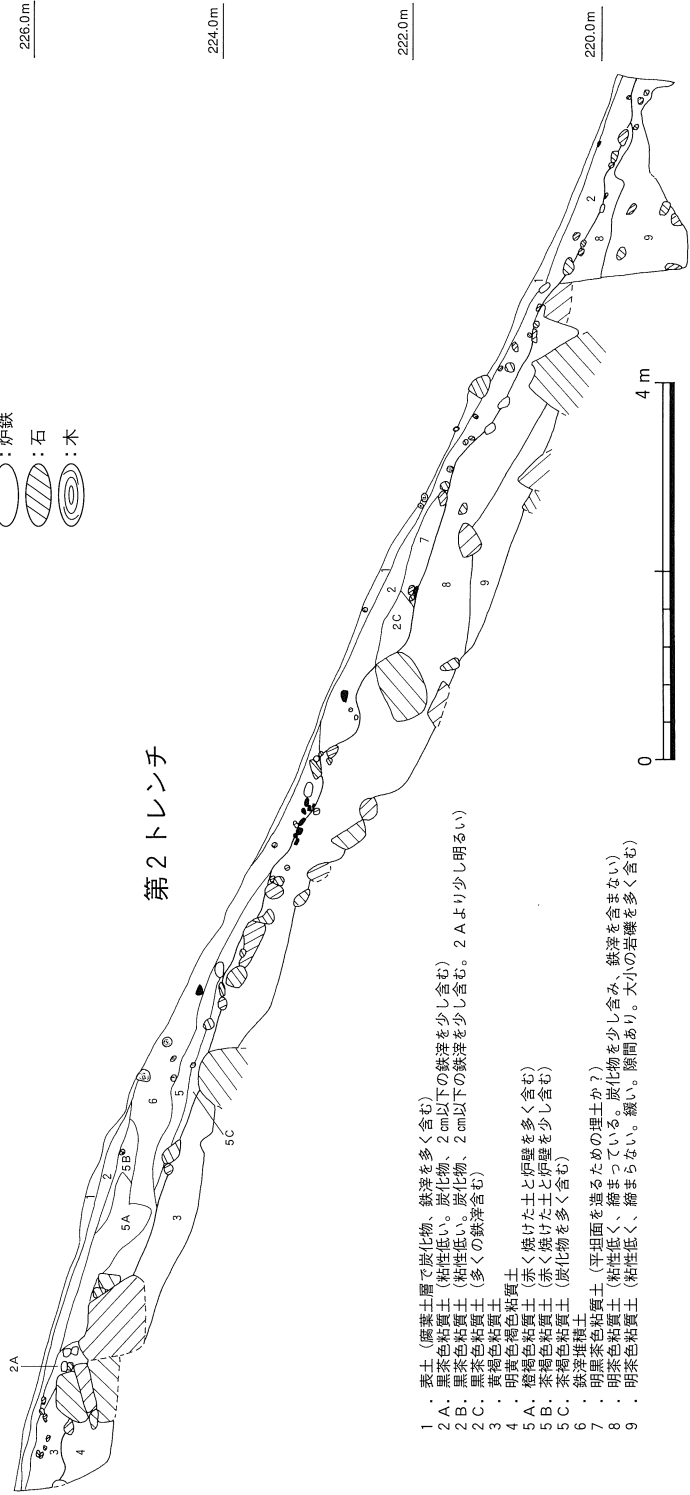 226.0m
224.0m
222.0m
220.0m
：炉鉄
：石
：木
第2トレンチ
2A
1
2
5B
5A
6
5
5C
3
3
4
1
2
2C
7
8
9
1
2
8
9
0
4 m
1 ． 表土（腐葉土層で炭化物、鉄滓を多く含む）
2 A． 黒茶色粘質土（粘性低い。炭化物、2㎝以下の鉄滓を少し含む）
2 B． 黒茶色粘質土（粘性低い。炭化物、2㎝以下の鉄滓を少し含む。2 Aより少し明るい）
2 C． 黒茶色粘質土（多くの鉄滓含む）
3 ． 黄褐色粘質土
4 ． 明黄色褐色粘質土
5 A． 橙褐色粘質土（赤く焼けた土と炉壁を多く含む）
5 B． 茶褐色粘質土（赤く焼けた土と炉壁を少し含む）
5 C． 茶褐色粘質土（炭化物を多く含む）
6 ． 鉄滓堆積土
7 ． 明黒茶色粘質土（平坦面を造るための埋土か？）
8 ． 明茶色粘質土（粘性低く、締まっている。炭化物を少し含み、鉄滓を含まない）
9 ． 明茶色粘質土（粘性低く、締まらない。緩い。隙間あり。大小の岩礫を多く含む）